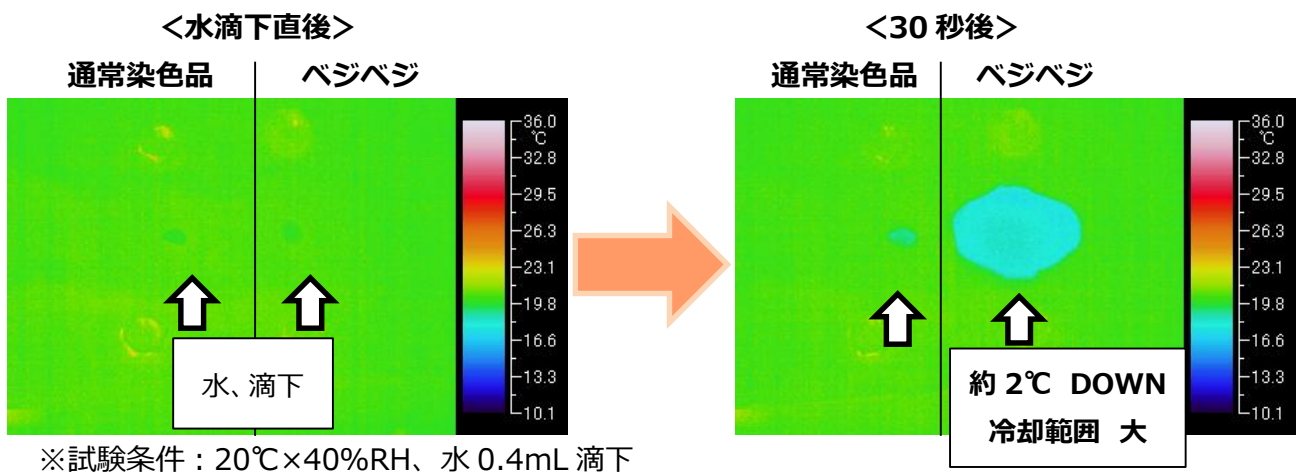 <水滴下直後>
通常染色品
ベジベジ
36.0
℃
32.8
29.5
26.3
23.1
19.8
16.6
13.3
10.1
水、滴下
<30 秒後>
通常染色品
ベジベジ
36.0
℃
32.8
29.5
26.3
23.1
19.8
16.6
13.3
10.1
約 2℃ DOWN
冷却範囲 大
※試験条件：20℃×40%RH、水 0.4mL 滴下